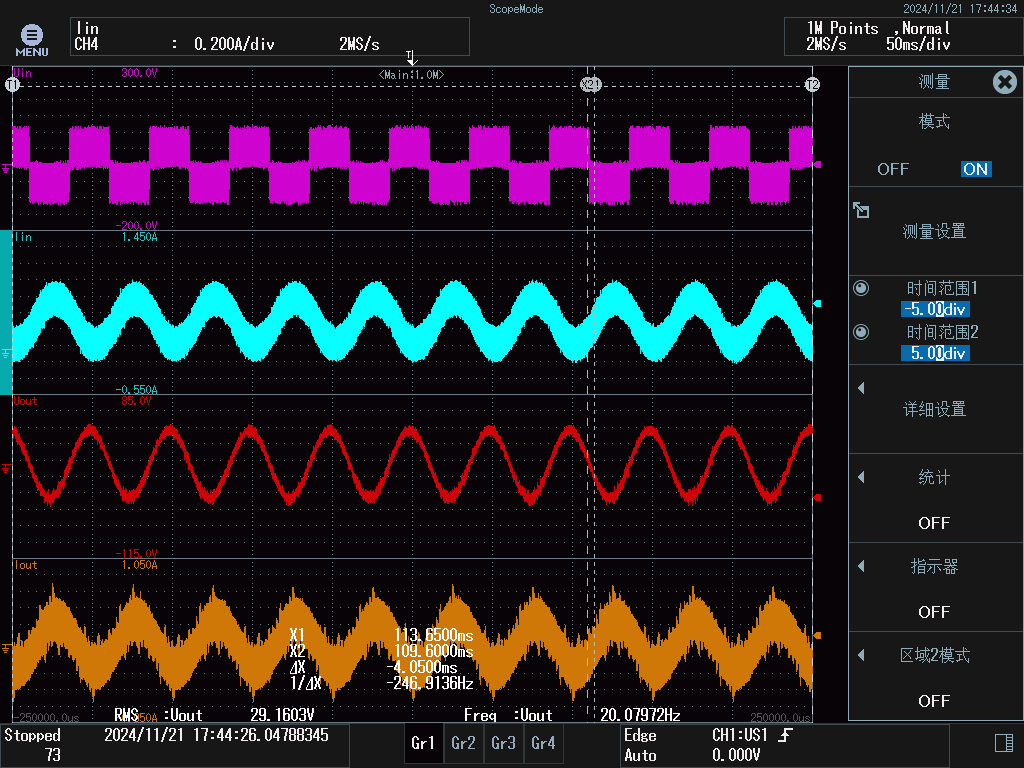 ScopeMode
2024/11/21 17:44:34
MENU
Iin
CH4 : 0.200A/div 2MS/s
1M Points ,Normal
2MS/s 50ms/div
T
<Main:1.0M>
Uin 300.0V
T1
T2
-200.0V
Iin 1.450A
-0.550A
Uout 85.0V
-115.0V
Iout 1.050A
X1 113.6500ms
X2 109.6000ms
ΔX -4.0500ms
1/ΔX -246.9136Hz
-250000.0us
250000.0us
RMS :Uout 29.1603V
Freq :Uout 20.07972Hz
Stopped 2024/11/21 17:44:26.04788345
73
Gr1 Gr2 Gr3 Gr4
Edge CH1:US1
Auto 0.000V
测量
模式
OFF ON
测量设置
时间范围1
-5.00div
时间范围2
5.00div
详细设置
统计
OFF
指示器
OFF
区域2模式
OFF